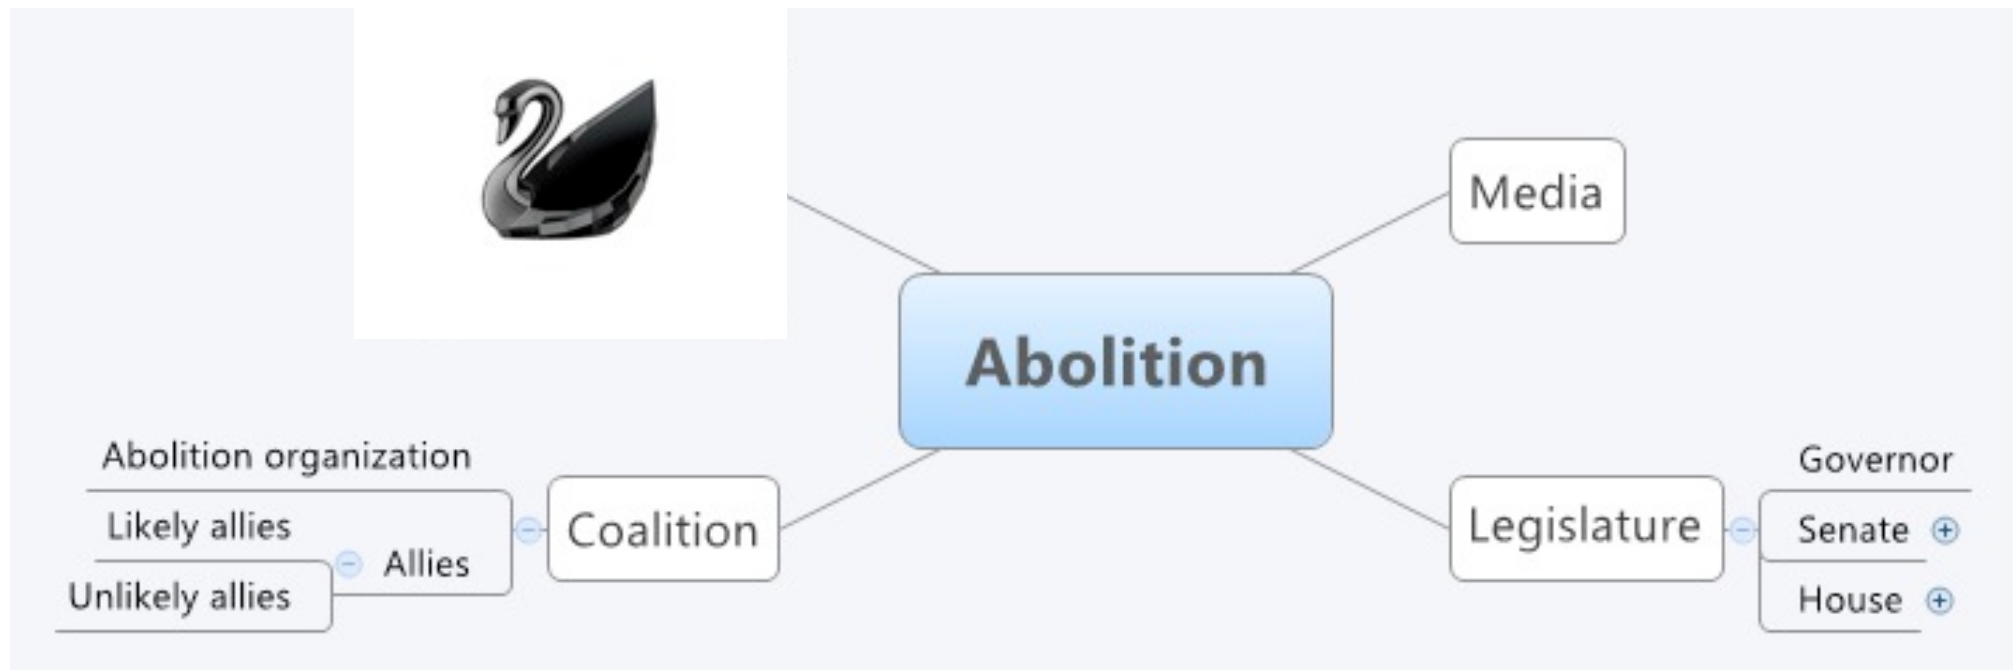 Media
Abolition
Abolition organization
Likely allies
Allies
Unlikely allies
Coalition
Legislature
Governor
Senate
House